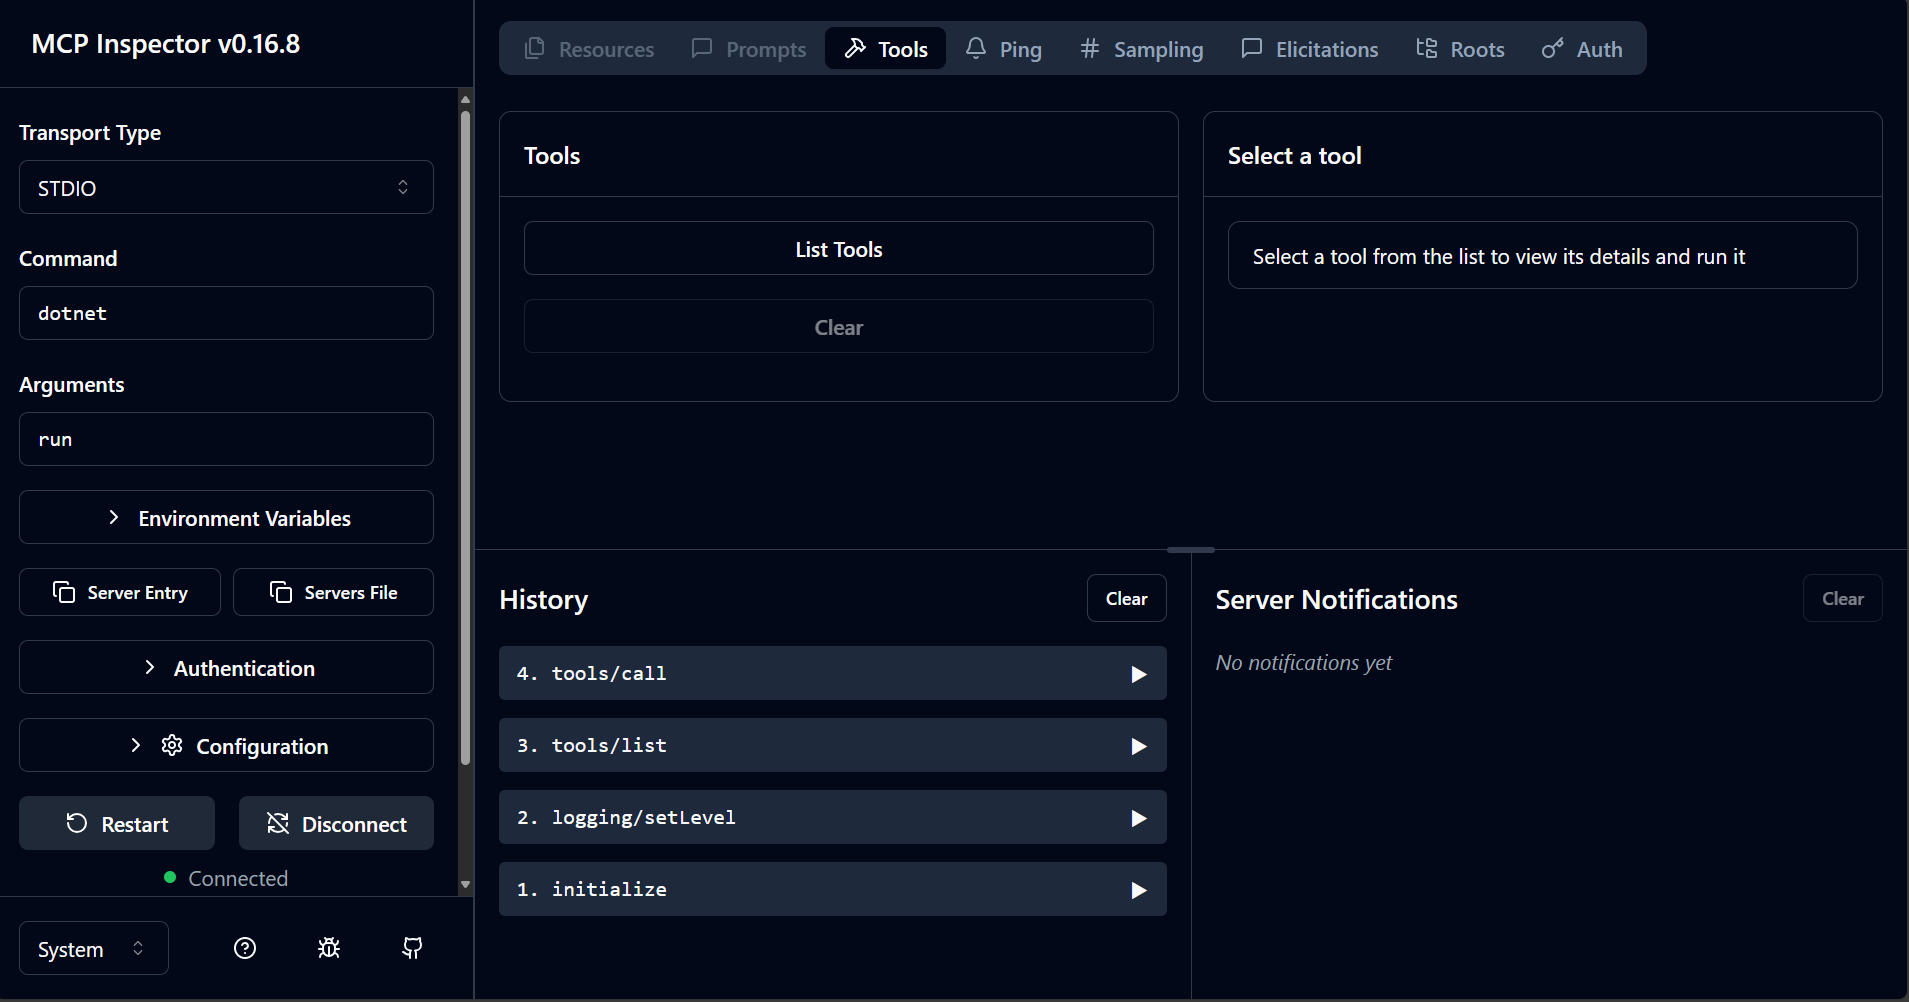 MCP Inspector v0.16.8
Transport Type
STDIO
Command
dotnet
Arguments
run
Environment Variables
Server Entry
Servers File
Authentication
Configuration
Restart
Disconnect
Connected
System
Resources
Prompts
Tools
Ping
Sampling
Elicitations
Roots
Auth
Tools
List Tools
Clear
Select a tool
Select a tool from the list to view its details and run it
History
Clear
4. tools/call
3. tools/list
2. logging/setLevel
1. initialize
Server Notifications
Clear
No notifications yet